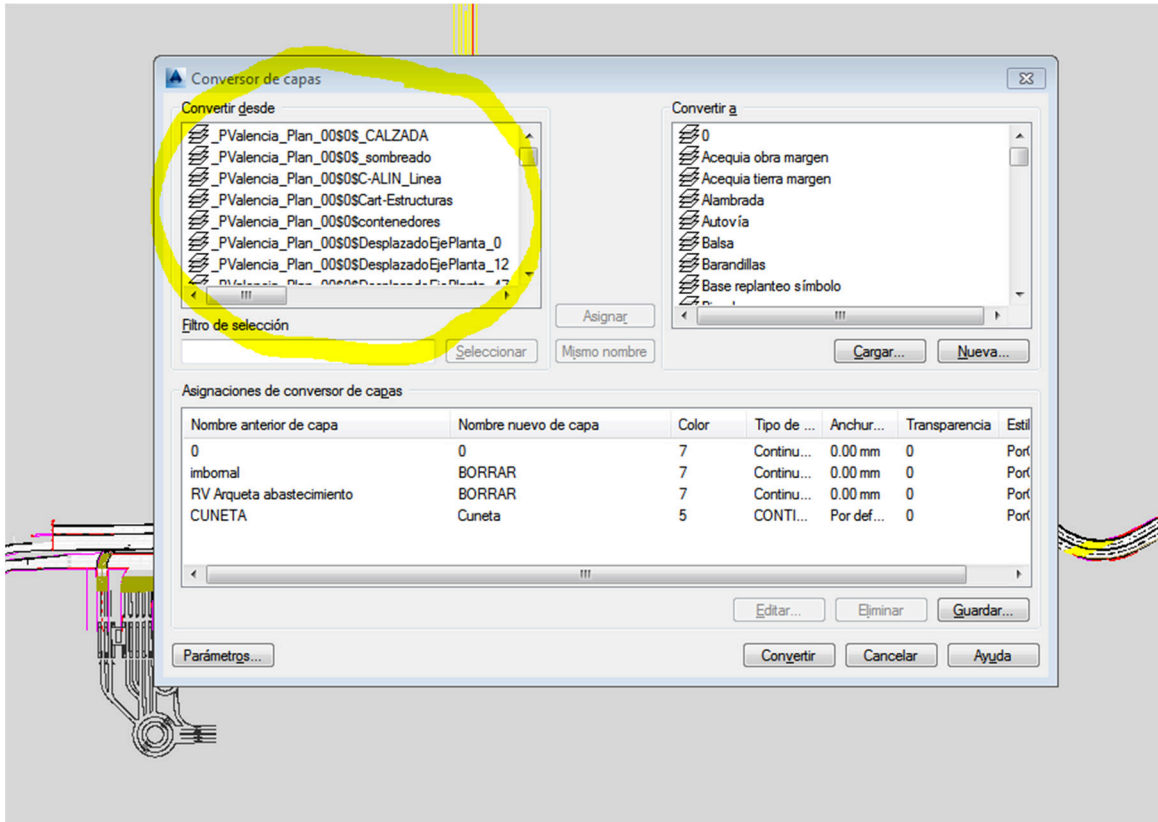 Conversor de capas
Convertir desde
_PValencia_Plan_00$0$_CALZADA
_PValencia_Plan_00$0$_sombreado
_PValencia_Plan_00$0$C-ALIN_Linea
_PValencia_Plan_00$0$Cart-Estructuras
_PValencia_Plan_00$0$contenedores
_PValencia_Plan_00$0$DesplazadoEjePlanta_0
_PValencia_Plan_00$0$DesplazadoEjePlanta_12
Filtro de selección
Seleccionar
Asignar
Mismo nombre
Convertir a
0
Acequia obra margen
Acequia tierra margen
Alambrada
Autovía
Balsa
Barandillas
Base replanteo símbolo
Cargar...
Nueva...
Asignaciones de conversor de capas
Nombre anterior de capa Nombre nuevo de capa Color Tipo de ... Anchur... Transparencia Estil
0 0 7 Continu... 0.00 mm 0 Por
imbornal BORRAR 7 Continu... 0.00 mm 0 Por
RV Arqueta abastecimiento BORRAR 7 Continu... 0.00 mm 0 Por
CUNETA Cuneta 5 CONTI... Por def... 0 Por
Editar... Eliminar Guardar...
Parámetros... Convertir Cancelar Ayuda